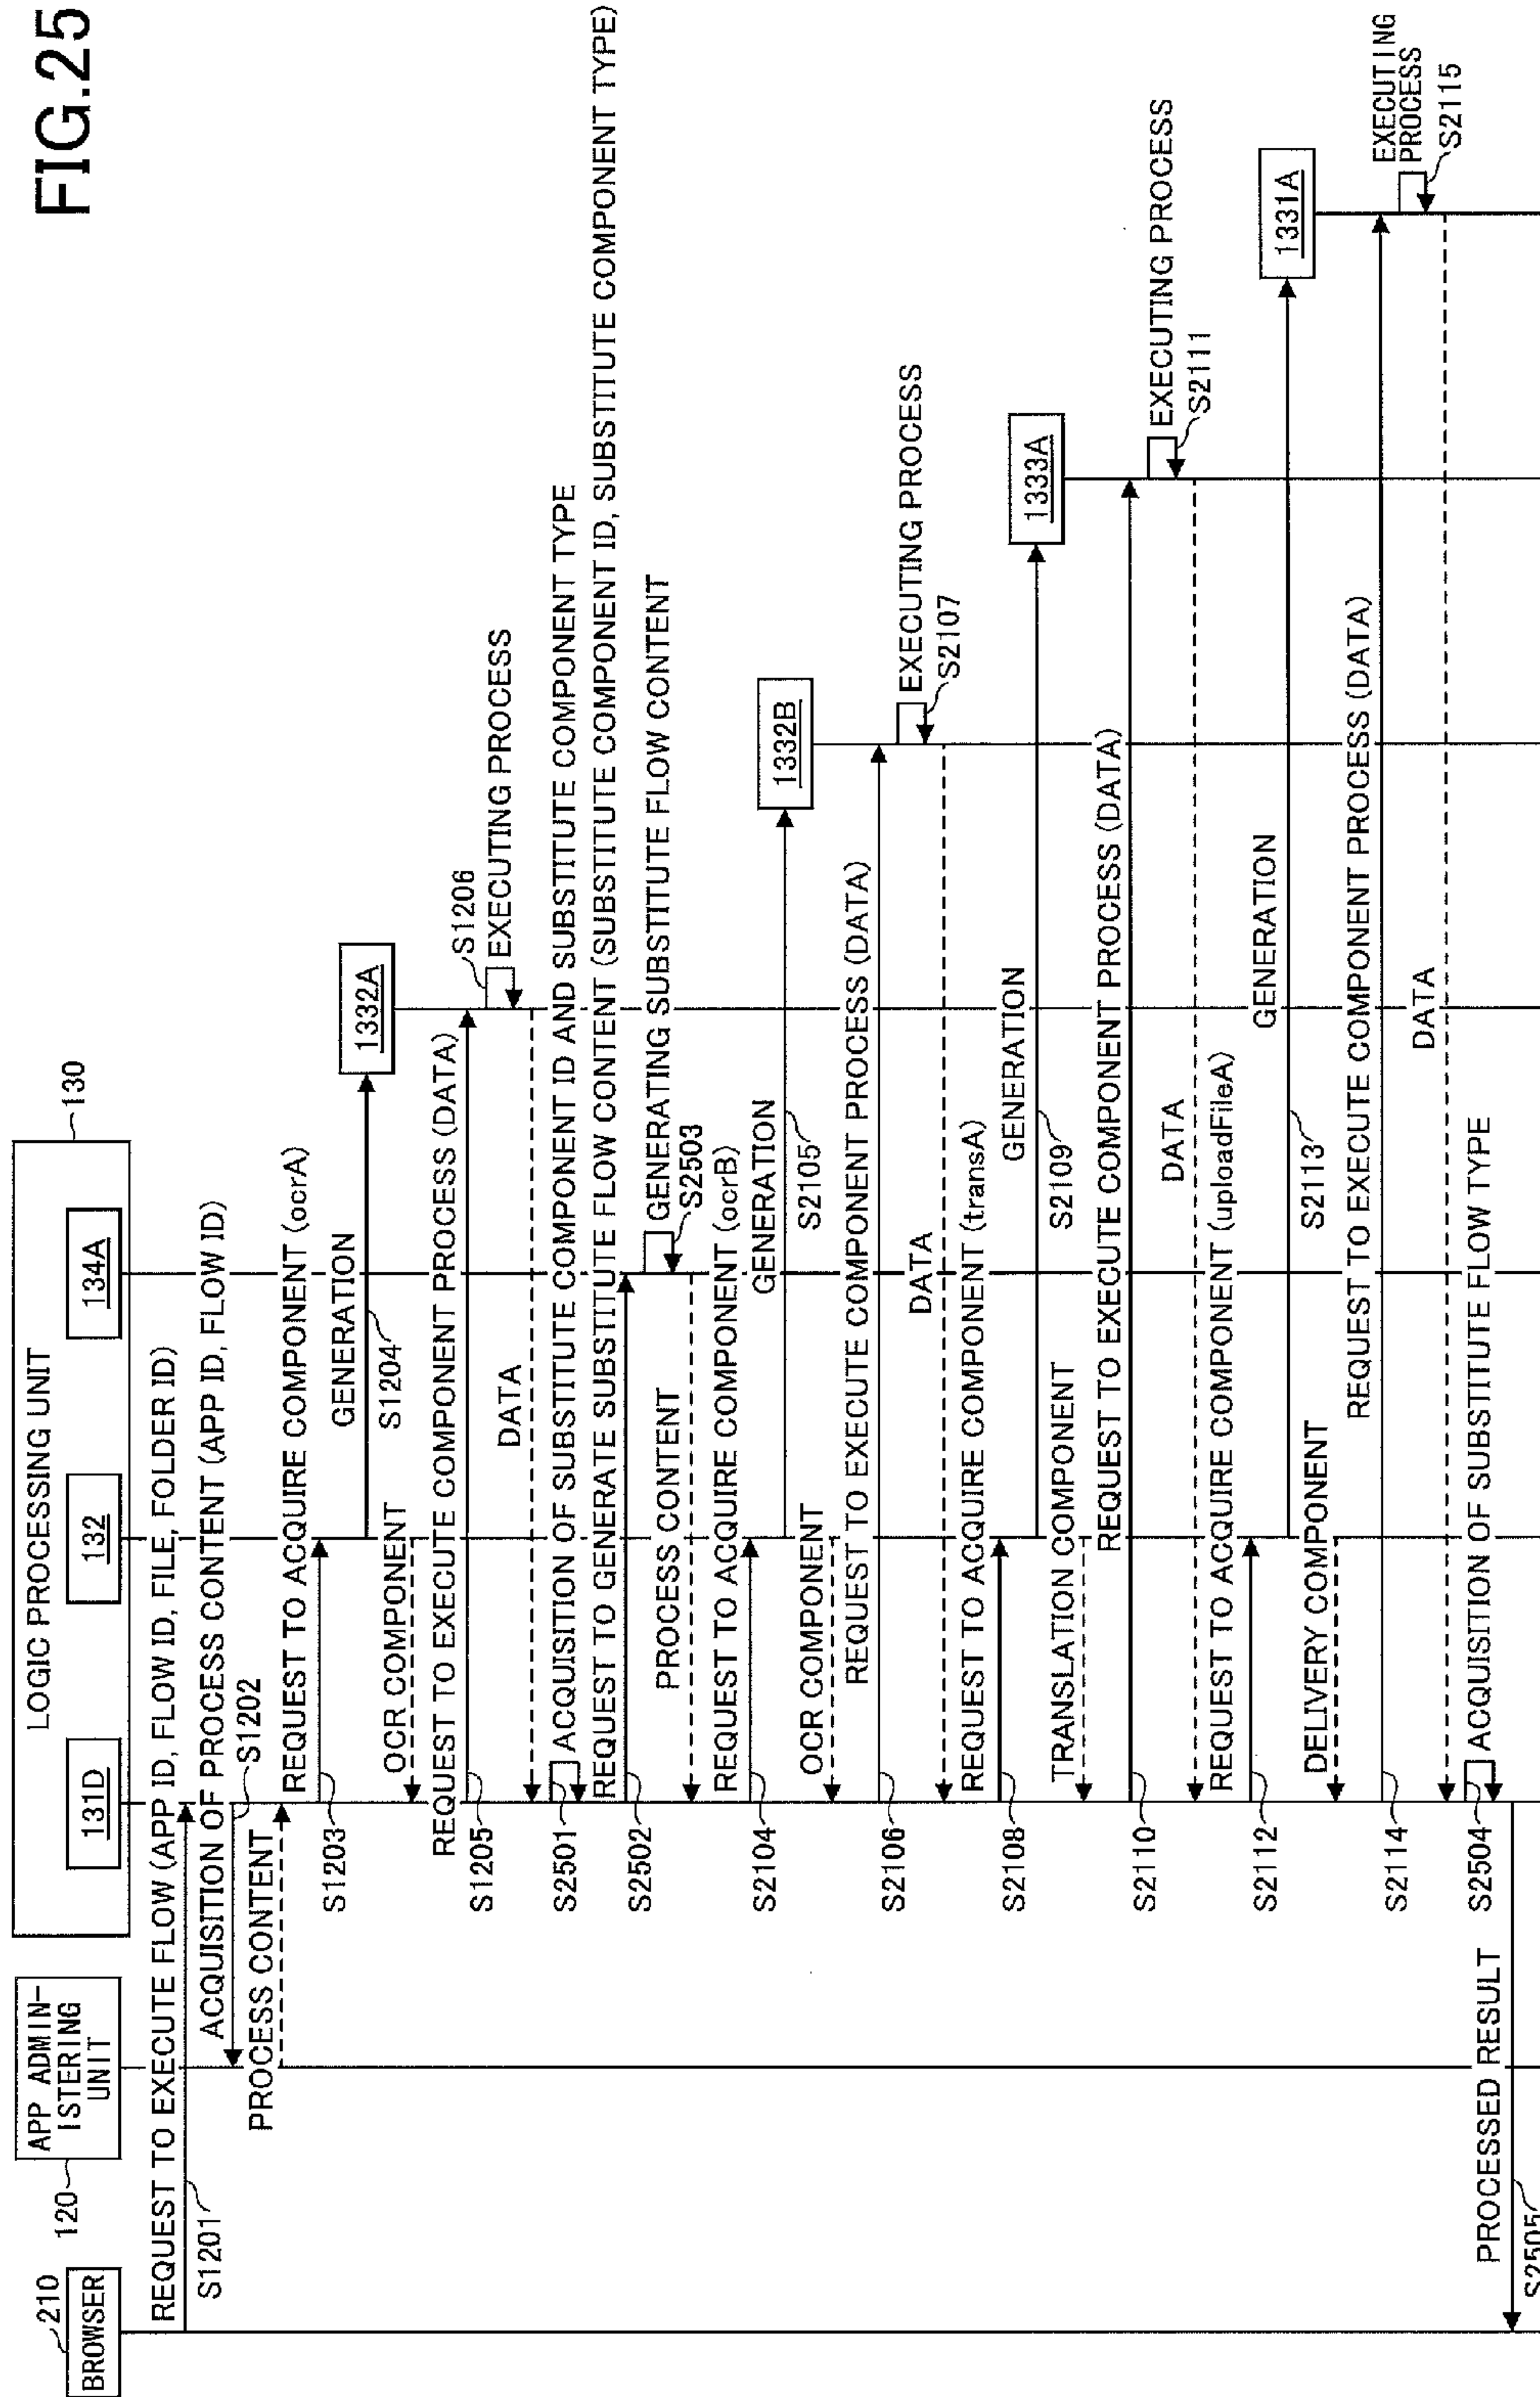 FIG.25
210
BROWSER
120
APP ADMIN-
ISTERING
UNIT
LOGIC PROCESSING UNIT
130
131D
132
134A
REQUEST TO EXECUTE FLOW (APP ID, FLOW ID, FILE, FOLDER ID)
S1201
ACQUISITION OF PROCESS CONTENT (APP ID, FLOW ID)
S1202
PROCESS CONTENT
REQUEST TO ACQUIRE COMPONENT (ocrA)
S1203
GENERATION
S1204
1332A
OCR COMPONENT
REQUEST TO EXECUTE COMPONENT PROCESS (DATA)
S1205
S1206
EXECUTING PROCESS
DATA
S2501
ACQUISITION OF SUBSTITUTE COMPONENT ID AND SUBSTITUTE COMPONENT TYPE
REQUEST TO GENERATE SUBSTITUTE FLOW CONTENT (SUBSTITUTE COMPONENT ID, SUBSTITUTE COMPONENT TYPE)
S2502
GENERATING SUBSTITUTE FLOW CONTENT
S2503
PROCESS CONTENT
REQUEST TO ACQUIRE COMPONENT (ocrB)
S2104
GENERATION
S2105
1332B
OCR COMPONENT
REQUEST TO EXECUTE COMPONENT PROCESS (DATA)
S2106
EXECUTING PROCESS
S2107
DATA
REQUEST TO ACQUIRE COMPONENT (transA)
S2108
GENERATION
S2109
1333A
TRANSLATION COMPONENT
REQUEST TO EXECUTE COMPONENT PROCESS (DATA)
S2110
EXECUTING PROCESS
S2111
DATA
REQUEST TO ACQUIRE COMPONENT (uploadFileA)
S2112
GENERATION
S2113
1331A
DELIVERY COMPONENT
REQUEST TO EXECUTE COMPONENT PROCESS (DATA)
S2114
EXECUTING
PROCESS
S2115
DATA
S2504
ACQUISITION OF SUBSTITUTE FLOW TYPE
PROCESSED RESULT
S2505